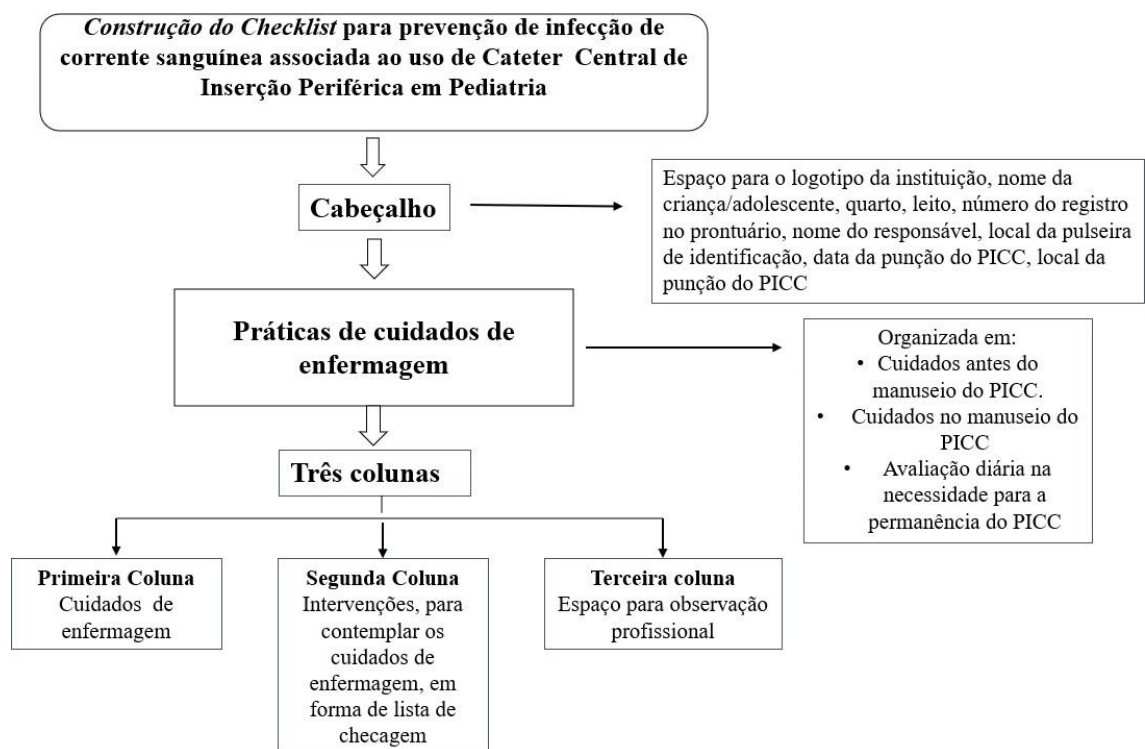 Construção do Checklist para prevenção de infecção de
corrente sanguínea associada ao uso de Cateter Central de
Inserção Periférica em Pediatria
Cabeçalho
Espaço para o logotipo da instituição, nome da
criança/adolescente, quarto, leito, número do registro
no prontuário, nome do responsável, local da pulseira
de identificação, data da punção do PICC, local da
punção do PICC
Práticas de cuidados de
enfermagem
Organizada em:
• Cuidados antes do
manuseio do PICC.
• Cuidados no manuseio do
PICC
• Avaliação diária na
necessidade para a
permanência do PICC
Três colunas
Primeira Coluna
Cuidados de
enfermagem
Segunda Coluna
Intervenções, para
contemplar os
cuidados de
enfermagem, em
forma de lista de
checagem
Terceira coluna
Espaço para observação
profissional